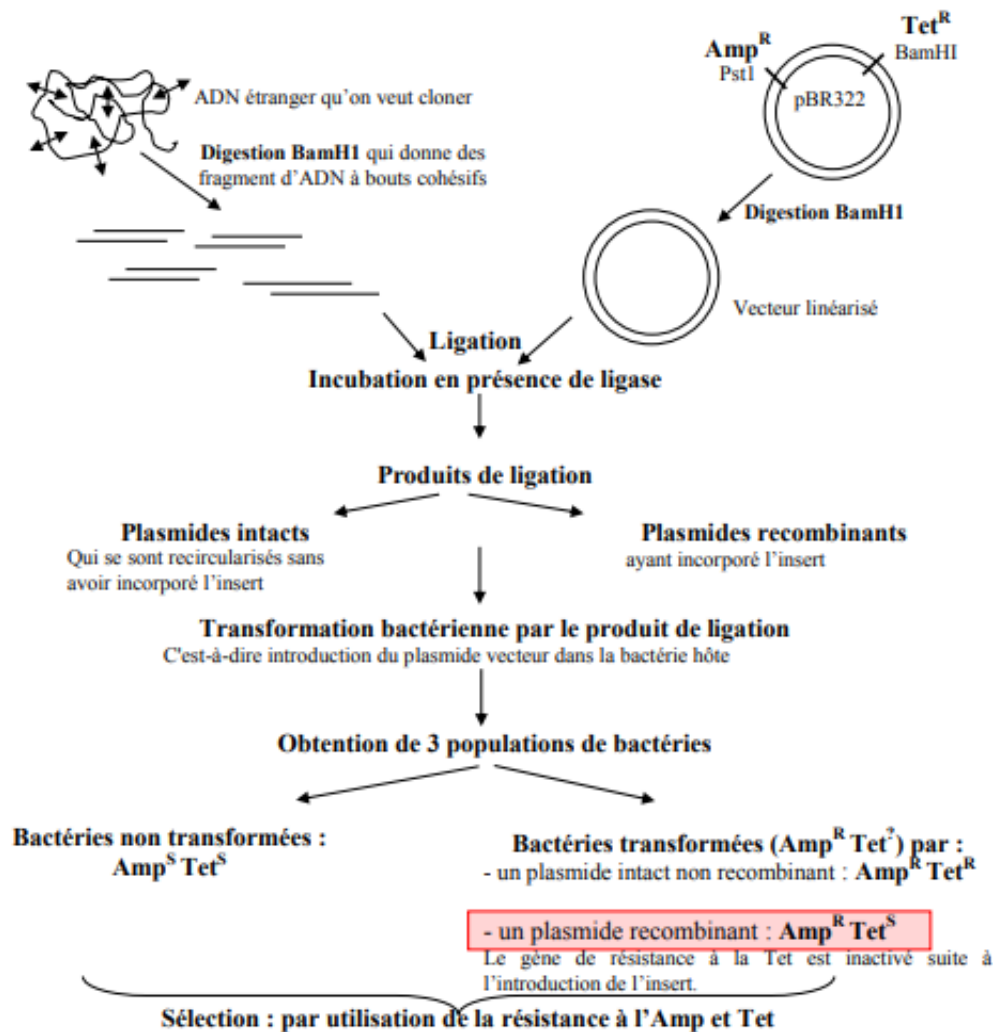 Amp^R
Pst1
Tet^R
BamHI
pBR322
ADN étranger qu'on veut cloner
Digestion BamH1 qui donne des
fragment d'ADN à bouts cohésifs
Digestion BamH1
Vecteur linéarisé
Ligation
Incubation en présence de ligase
Produits de ligation
Plasmides intacts
Qui se sont recircularisés sans
avoir incorporé l'insert
Plasmides recombinants
ayant incorporé l'insert
Transformation bactérienne par le produit de ligation
C'est-à-dire introduction du plasmide vecteur dans la bactérie hôte
Obtention de 3 populations de bactéries
Bactéries non transformées :
Amp^S Tet^S
Bactéries transformées (Amp^R Tet^?) par :
- un plasmide intact non recombinant : Amp^R Tet^R
- un plasmide recombinant : Amp^R Tet^S
Le gène de résistance à la Tet est inactivé suite à
l'introduction de l'insert.
Sélection : par utilisation de la résistance à l'Amp et Tet